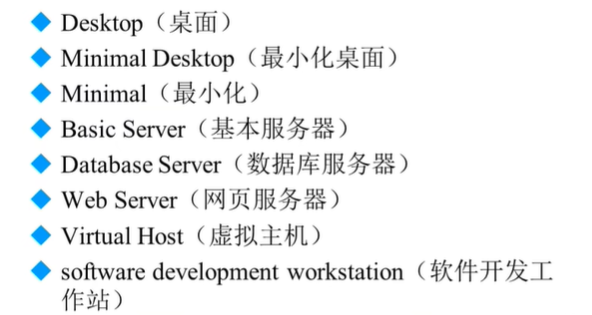 Desktop（桌面）
Minimal Desktop（最小化桌面）
Minimal（最小化）
Basic Server（基本服务器）
Database Server（数据库服务器）
Web Server（网页服务器）
Virtual Host（虚拟主机）
software development workstation（软件开发工
作站）